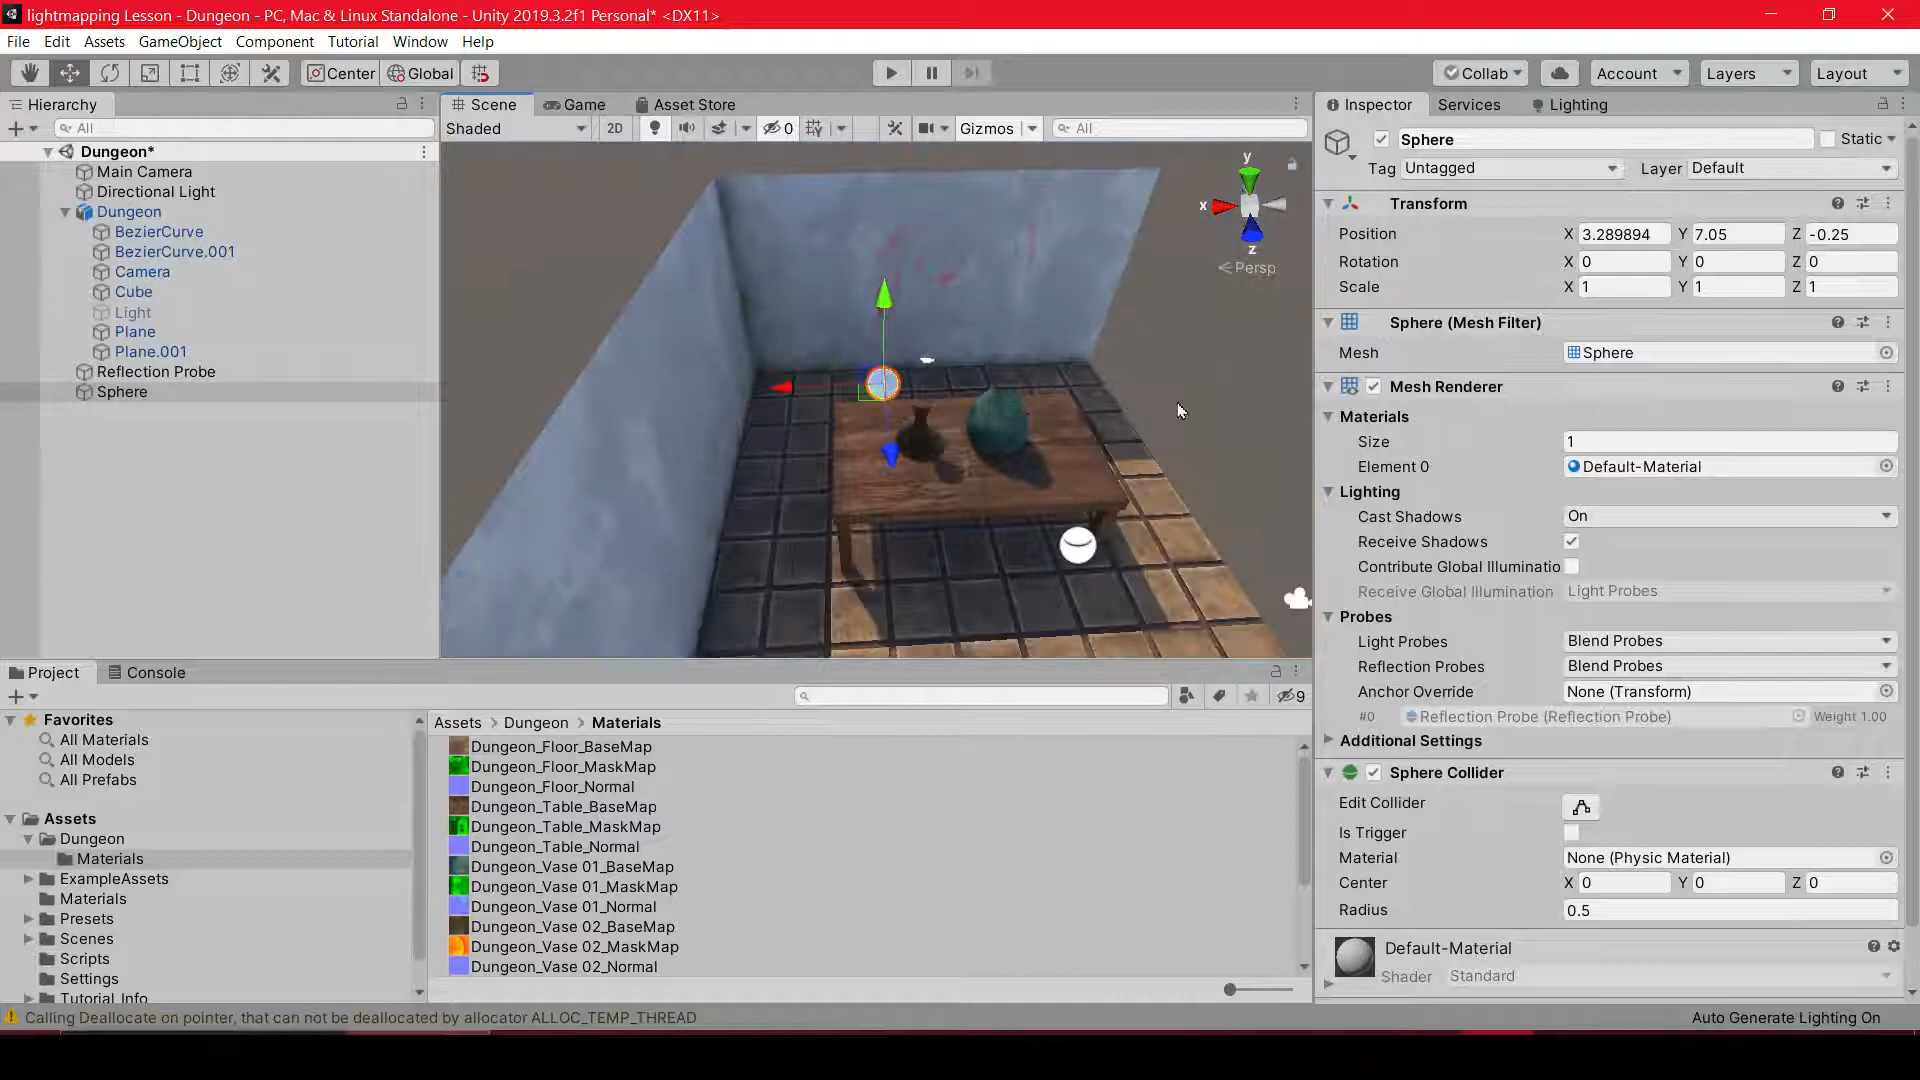 lightmapping Lesson - Dungeon - PC, Mac & Linux Standalone - Unity 2019.3.2f1 Personal* <DX11>
File Edit Assets GameObject Component Tutorial Window Help
Center Global Collab Account Layers Layout
Hierarchy
All
Dungeon*
Main Camera
Directional Light
Dungeon
BezierCurve
BezierCurve.001
Camera
Cube
Light
Plane
Plane.001
Reflection Probe
Sphere
Scene Game Asset Store
Shaded 2D 0 Gizmos All
y
x
z
Persp
Inspector Services Lighting
Sphere Static
Tag Untagged Layer Default
Transform
Position X 3.289894 Y 7.05 Z -0.25
Rotation X 0 Y 0 Z 0
Scale X 1 Y 1 Z 1
Sphere (Mesh Filter)
Mesh Sphere
Mesh Renderer
Materials
Size 1
Element 0 Default-Material
Lighting
Cast Shadows On
Receive Shadows
Contribute Global Illuminatio
Receive Global Illumination Light Probes
Probes
Light Probes Blend Probes
Reflection Probes Blend Probes
Anchor Override None (Transform)
#0 Reflection Probe (Reflection Probe) Weight 1.00
Additional Settings
Sphere Collider
Edit Collider
Is Trigger
Material None (Physic Material)
Center X 0 Y 0 Z 0
Radius 0.5
Default-Material
Shader Standard
Project Console
9
Favorites
All Materials
All Models
All Prefabs
Assets
Dungeon
Materials
ExampleAssets
Materials
Presets
Scenes
Scripts
Settings
Tutorial Info
Assets > Dungeon > Materials
Dungeon_Floor_BaseMap
Dungeon_Floor_MaskMap
Dungeon_Floor_Normal
Dungeon_Table_BaseMap
Dungeon_Table_MaskMap
Dungeon_Table_Normal
Dungeon_Vase 01_BaseMap
Dungeon_Vase 01_MaskMap
Dungeon_Vase 01_Normal
Dungeon_Vase 02_BaseMap
Dungeon_Vase 02_MaskMap
Dungeon_Vase 02_Normal
Calling Deallocate on pointer, that can not be deallocated by allocator ALLOC_TEMP_THREAD
Auto Generate Lighting On